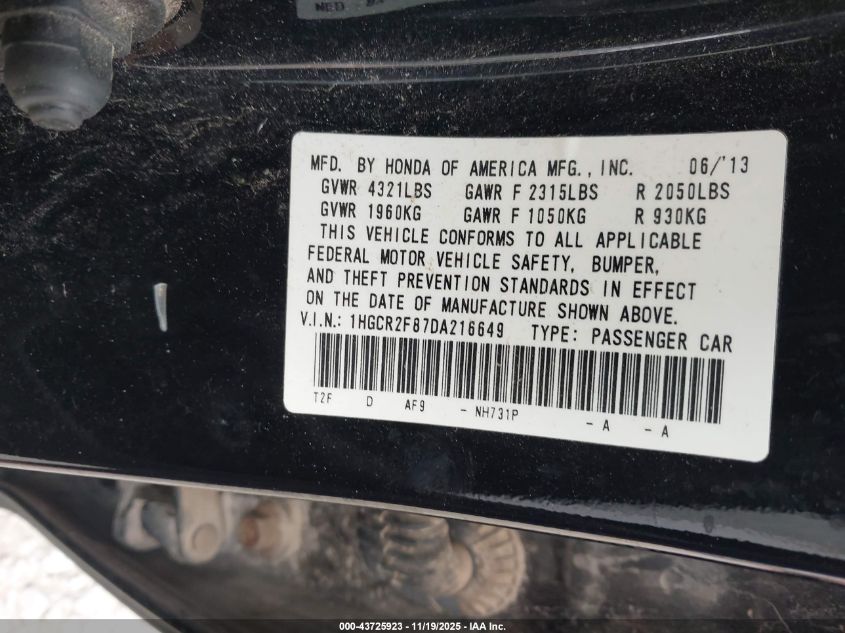 MFD. BY HONDA OF AMERICA MFG., INC. 06/'13
GVWR 4321LBS GAWR F 2315LBS R 2050LBS
GVWR 1960KG GAWR F 1050KG R 930KG
THIS VEHICLE CONFORMS TO ALL APPLICABLE
FEDERAL MOTOR VEHICLE SAFETY, BUMPER,
AND THEFT PREVENTION STANDARDS IN EFFECT
ON THE DATE OF MANUFACTURE SHOWN ABOVE.
V.I.N.: 1HGCR2F87DA216649 TYPE: PASSENGER CAR
T2F D AF9 - NH731P - A - A
000-43725923 - 11/19/2025 - IAA Inc.